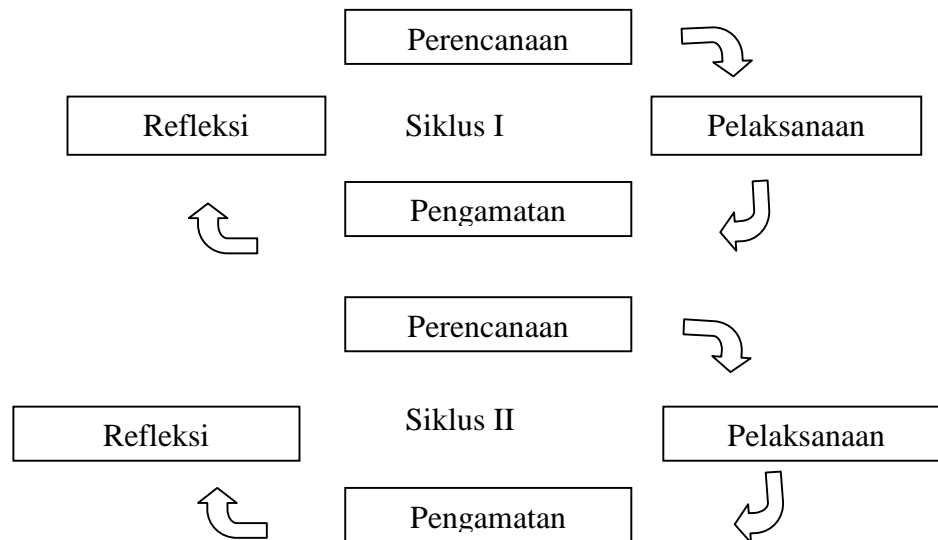 Perencanaan
Refleksi
Siklus I
Pelaksanaan
Pengamatan
Perencanaan
Refleksi
Siklus II
Pelaksanaan
Pengamatan